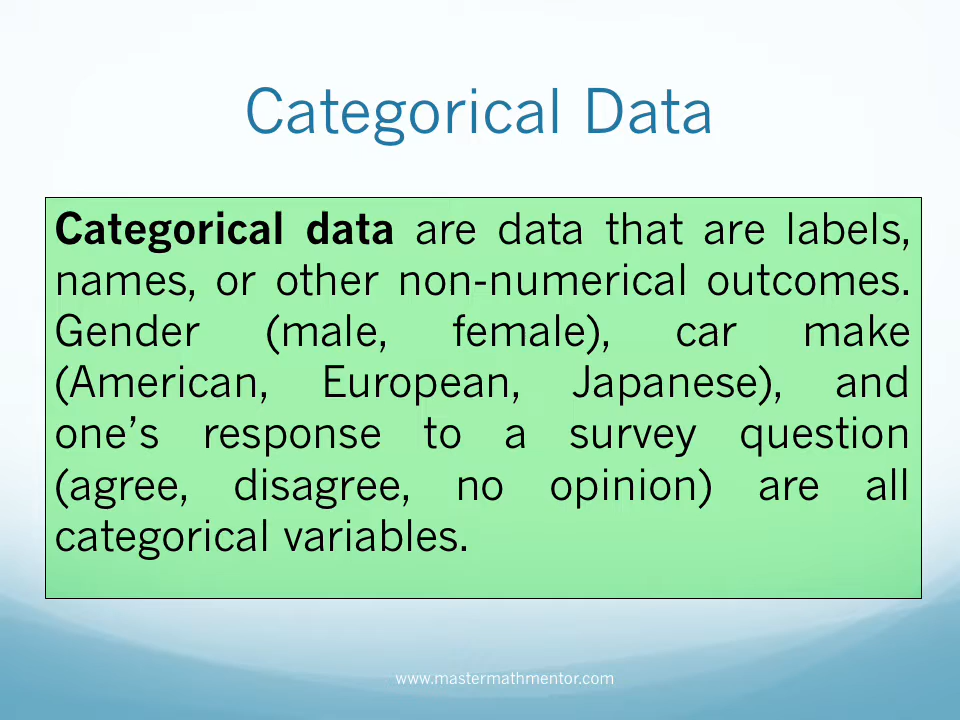 Categorical Data
Categorical data are data that are labels,
names, or other non-numerical outcomes.
Gender (male, female), car make
(American, European, Japanese), and
one’s response to a survey question
(agree, disagree, no opinion) are all
categorical variables.
www.mastermathmentor.com